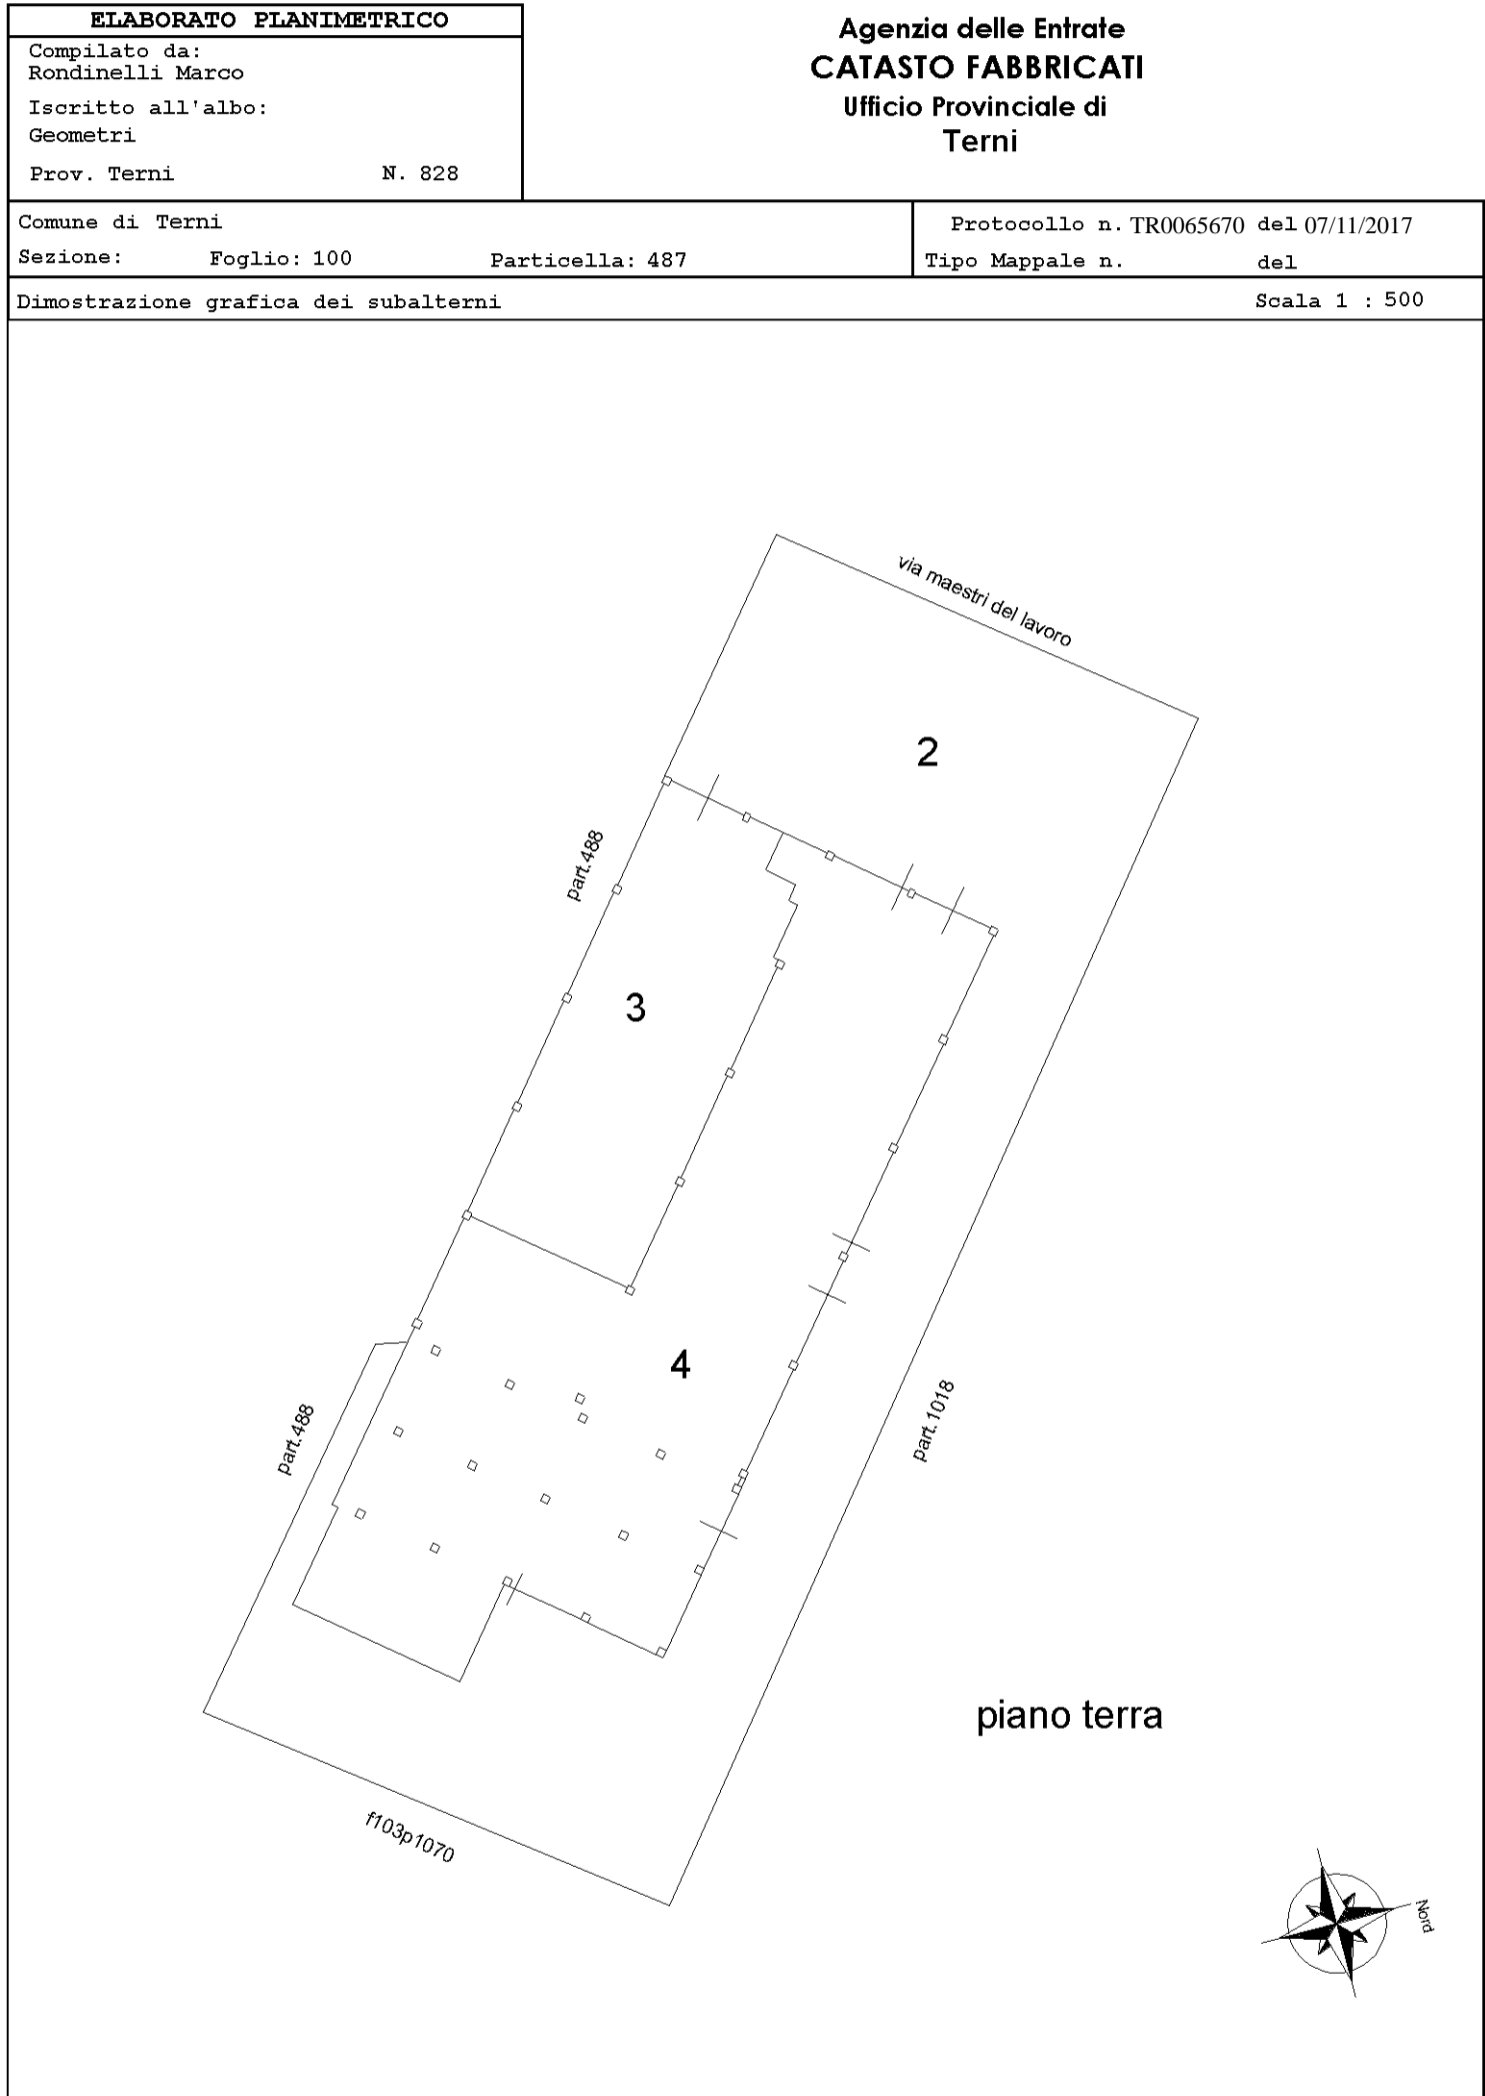 ELABORATO PLANIMETRICO
Compilato da:
Rondinelli Marco
Iscritto all'albo:
Geometri
Prov. Terni N. 828
Agenzia delle Entrate
CATASTO FABBRICATI
Ufficio Provinciale di
Terni
Comune di Terni
Sezione: Foglio: 100 Particella: 487
Protocollo n. TR0065670 del 07/11/2017
Tipo Mappale n. del
Dimostrazione grafica dei subalterni Scala 1 : 500
via maestri del lavoro
2
part.488
3
4
part.488
part.1018
piano terra
f103p1070
Nord